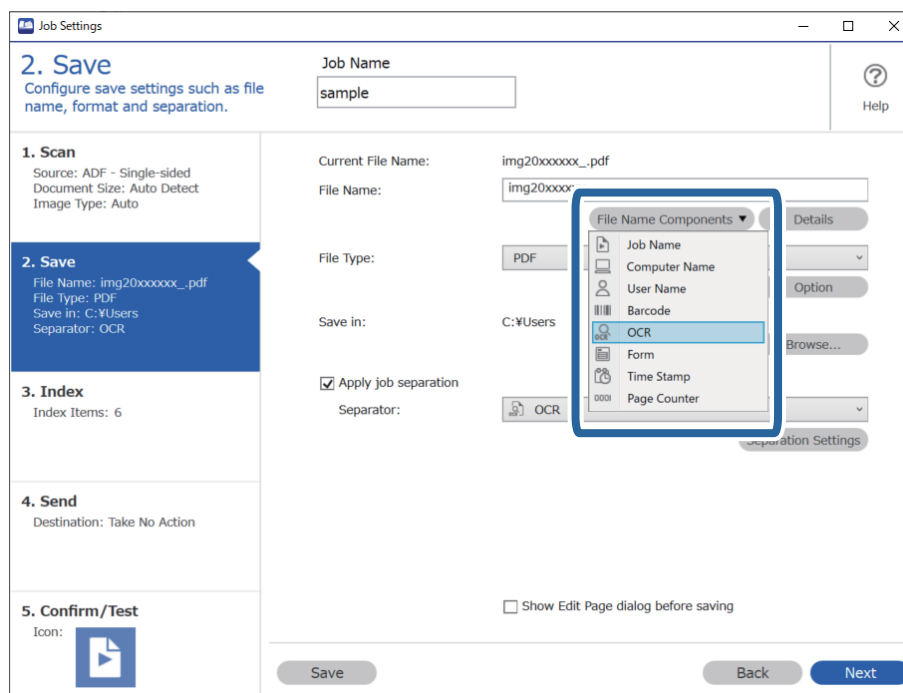 Job Settings
2. Save
Configure save settings such as file
name, format and separation.
Job Name
sample
Help
1. Scan
Source: ADF - Single-sided
Document Size: Auto Detect
Image Type: Auto
2. Save
File Name: img20xxxxxx_.pdf
File Type: PDF
Save in: C:¥Users
Separator: OCR
3. Index
Index Items: 6
4. Send
Destination: Take No Action
5. Confirm/Test
Icon:
Current File Name: img20xxxxxx_.pdf
File Name: img20xxxx
File Name Components ▼ Details
Job Name
Computer Name
User Name
Barcode
OCR
Form
Time Stamp
Page Counter
File Type: PDF
Option
Save in: C:¥Users
Browse...
Apply job separation
Separator: OCR
Separation Settings
Show Edit Page dialog before saving
Save Back Next